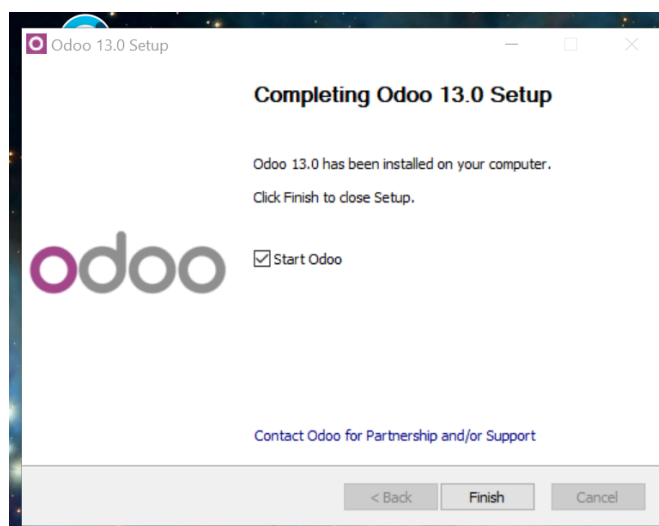 Odoo 13.0 Setup
Completing Odoo 13.0 Setup
Odoo 13.0 has been installed on your computer.
Click Finish to close Setup.
odoo
Start Odoo
Contact Odoo for Partnership and/or Support
< Back Finish Cancel